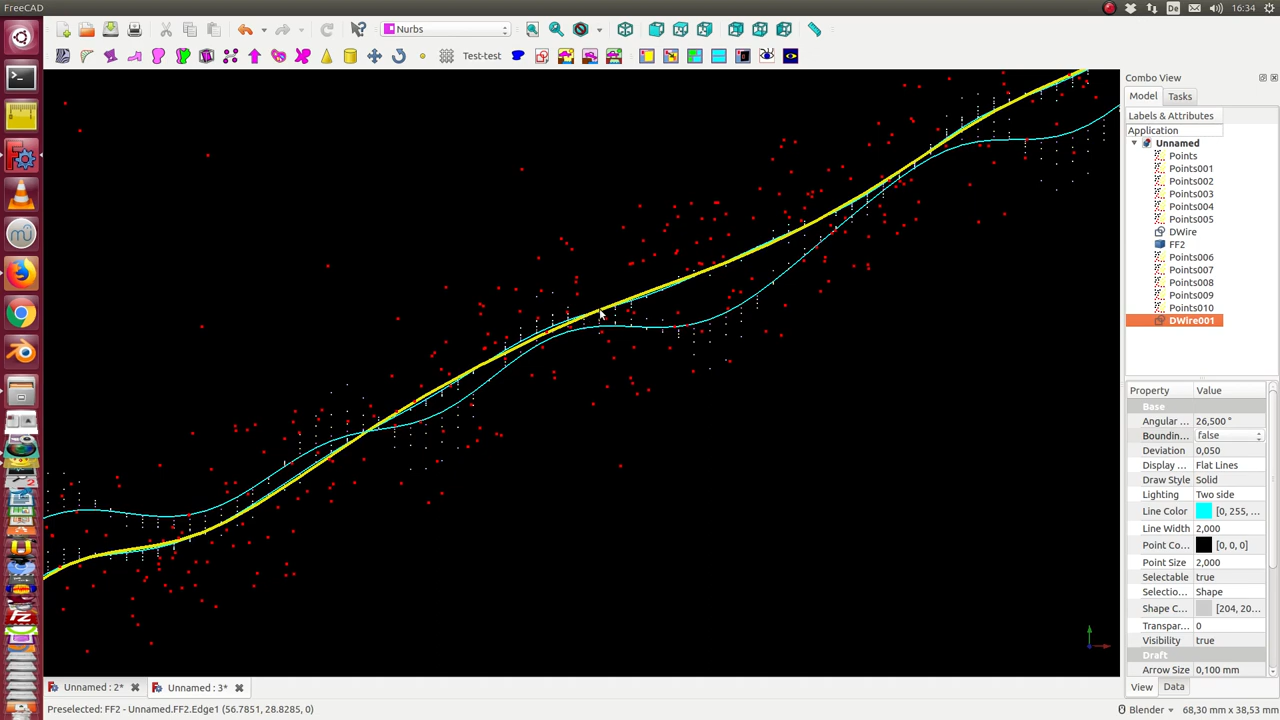 FreeCAD
De
16:34
Nurbs
Test-test
Combo View
Model
Tasks
Labels & Attributes
Application
Unnamed
Points
Points001
Points002
Points003
Points004
Points005
DWire
FF2
Points006
Points007
Points008
Points009
Points010
DWire001
Property
Value
Base
Angular ...
26,500 °
Boundin...
false
Deviation
0,050
Display ...
Flat Lines
Draw Style
Solid
Lighting
Two side
Line Color
[0, 255, ...
Line Width
2,000
Point Co...
[0, 0, 0]
Point Size
2,000
Selectable
true
Selectio...
Shape
Shape C...
[204, 20...
Transpar...
0
Visibility
true
Draft
Arrow Size
0,100 mm
View
Data
Unnamed : 2*
Unnamed : 3*
Preselected: FF2 - Unnamed.FF2.Edge1 (56.7851, 28.8285, 0)
Blender
68,30 mm x 38,53 mm